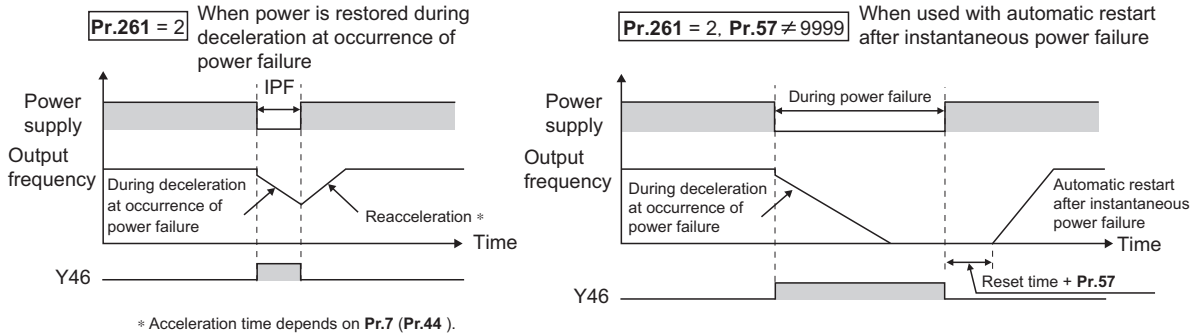 Pr.261 = 2
When power is restored during
deceleration at occurrence of
power failure
IPF
Power
supply
Output
frequency
During deceleration
at occurrence of
power failure
Reacceleration *
Time
Y46
* Acceleration time depends on Pr.7 (Pr.44 ).
Pr.261 = 2, Pr.57 ≠ 9999
When used with automatic restart
after instantaneous power failure
Power
supply
During power failure
Output
frequency
During deceleration
at occurrence of
power failure
Automatic restart
after instantaneous
power failure
Time
Reset time + Pr.57
Y46